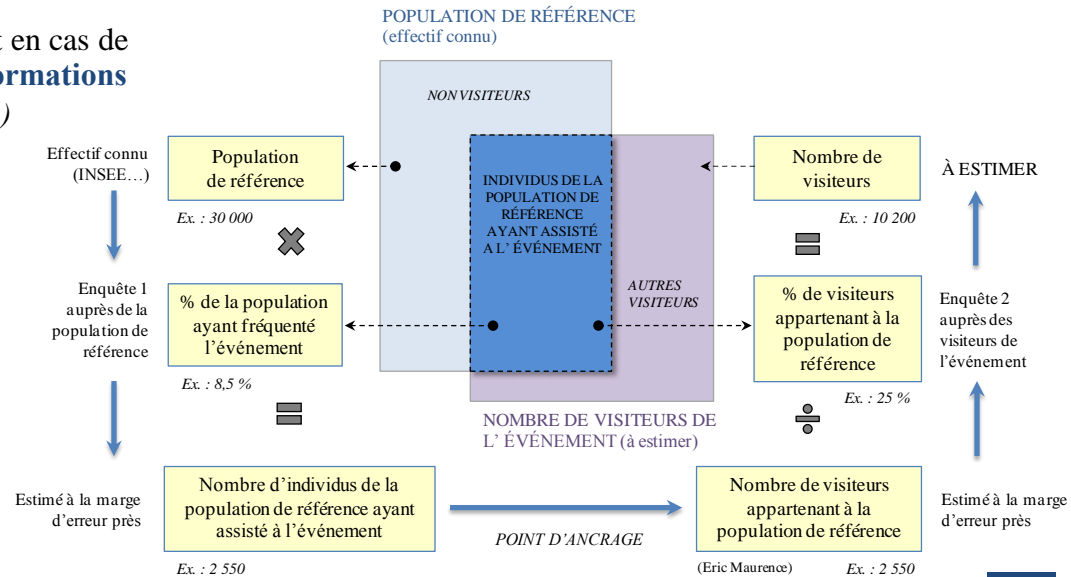 t en cas de
ormations
)
POPULATION DE RÉFÉRENCE
(effectif connu)
NON VISITEURS
Effectif connu
(INSEE…)
Population
de référence
Ex. : 30 000
INDIVIDUS DE LA
POPULATION DE
RÉFÉRENCE
AYANT ASSISTÉ
A L’ ÉVÉNEMENT
Nombre de
visiteurs
Ex. : 10 200
À ESTIMER
Enquête 1
auprès de la
population de
référence
% de la population
ayant fréquenté
l’événement
Ex. : 8,5 %
AUTRES
VISITEURS
% de visiteurs
appartenant à la
population de
référence
Ex. : 25 %
Enquête 2
auprès des
visiteurs de
l’événement
NOMBRE DE VISITEURS DE
L’ ÉVÉNEMENT (à estimer)
Estimé à la marge
d’erreur près
Nombre d’individus de la
population de référence ayant
assisté à l’événement
Ex. : 2 550
POINT D’ANCRAGE
Nombre de visiteurs
appartenant à la
population de référence
(Eric Maurence)
Ex. : 2 550
Estimé à la marge
d’erreur près